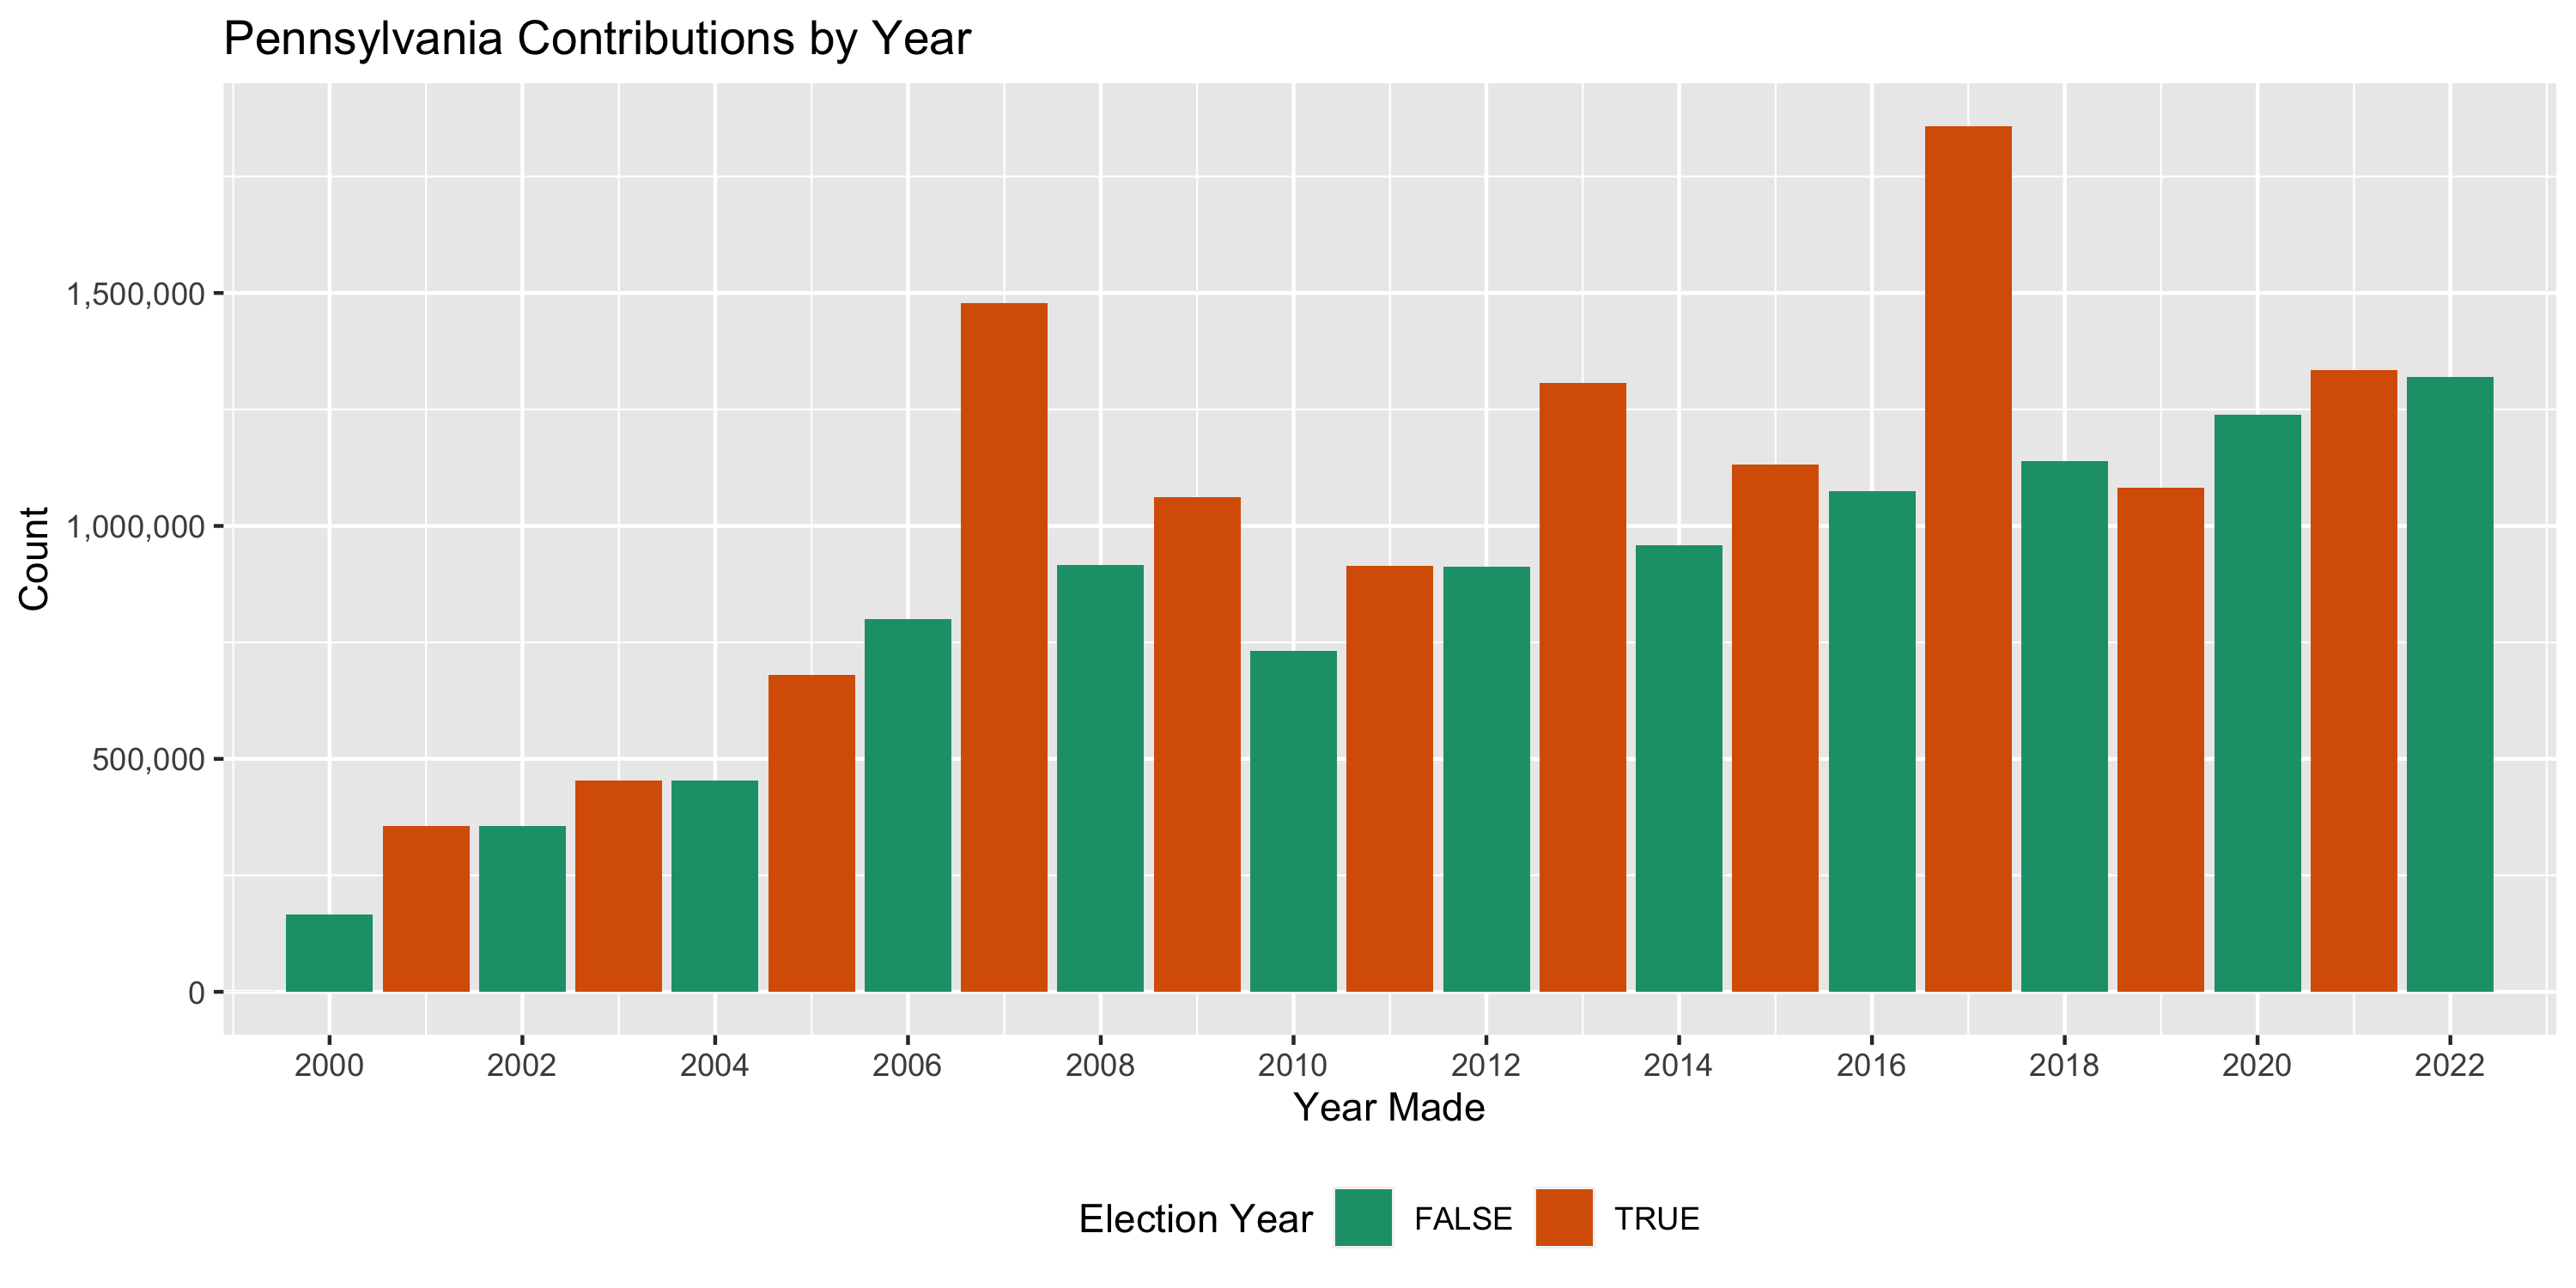 Pennsylvania Contributions by Year
Count
1,500,000
1,000,000
500,000
0
2000 2002 2004 2006 2008 2010 2012 2014 2016 2018 2020 2022
Year Made
Election Year FALSE TRUE